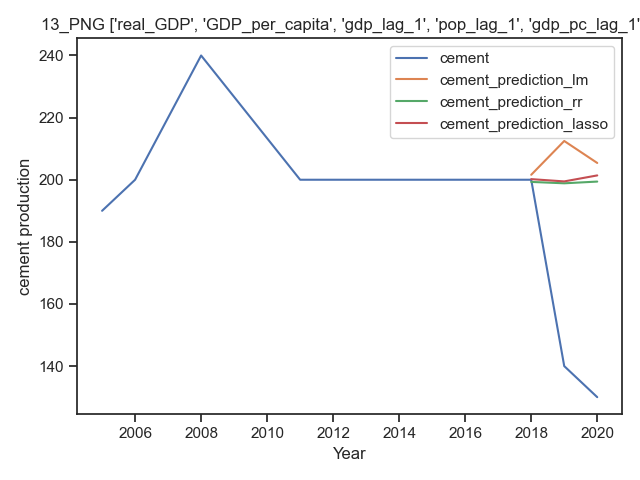 13_PNG ['real_GDP', 'GDP_per_capita', 'gdp_lag_1', 'pop_lag_1', 'gdp_pc_lag_1'
cement
cement_prediction_lm
cement_prediction_rr
cement_prediction_lasso
240
220
200
180
160
140
cement production
2006 2008 2010 2012 2014 2016 2018 2020
Year